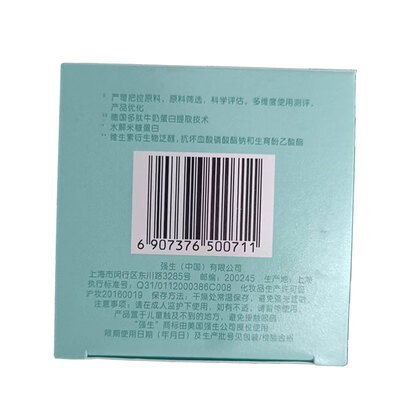 * 严苛把控原料，原料筛选，科学评估，多维度使用测评，
产品优化
** 德国多肽牛奶蛋白提取技术
° 水解米糠蛋白
°° 维生素衍生物泛醇，抗坏血酸磷酸酯钠和生育酚乙酸酯
6 907376 500711
强生（中国）有限公司
上海市闵行区东川路3285号 邮编：200245 生产地：上海
执行标准号：Q31/0112000386C008 化妆品生产许可证：
沪妆20160019 保存方法：干燥处常温保存，避免强光直射。
注意事项：请在成人监护下使用，如有不适，请暂停使用。
产品宜置于儿童触及不到的地方，避免接触眼睛。
"强生"商标由美国强生公司授权使用
限期使用日期（年月日）及生产批号见包装/检验合格